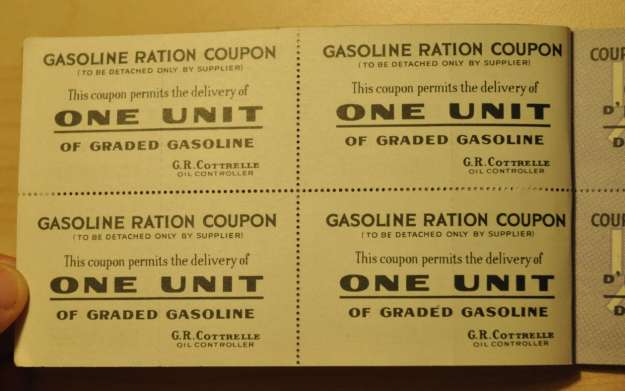 GASOLINE RATION COUPON
(TO BE DETACHED ONLY BY SUPPLIER)
This coupon permits the delivery of
ONE UNIT
OF GRADED GASOLINE
G.R.COTTRELLE
OIL CONTROLLER
GASOLINE RATION COUPON
(TO BE DETACHED ONLY BY SUPPLIER)
This coupon permits the delivery of
ONE UNIT
OF GRADED GASOLINE
G.R.COTTRELLE
OIL CONTROLLER
COUP
D'
D
GASOLINE RATION COUPON
(TO BE DETACHED ONLY BY SUPPLIER)
This coupon permits the delivery of
ONE UNIT
OF GRADED GASOLINE
G.R.COTTRELLE
OIL CONTROLLER
GASOLINE RATION COUPON
(TO BE DETACHED ONLY BY SUPPLIER)
This coupon permits the delivery of
ONE UNIT
OF GRADED GASOLINE
G.R.COTTRELLE
OIL CONTROLLER
COUP
D'
D